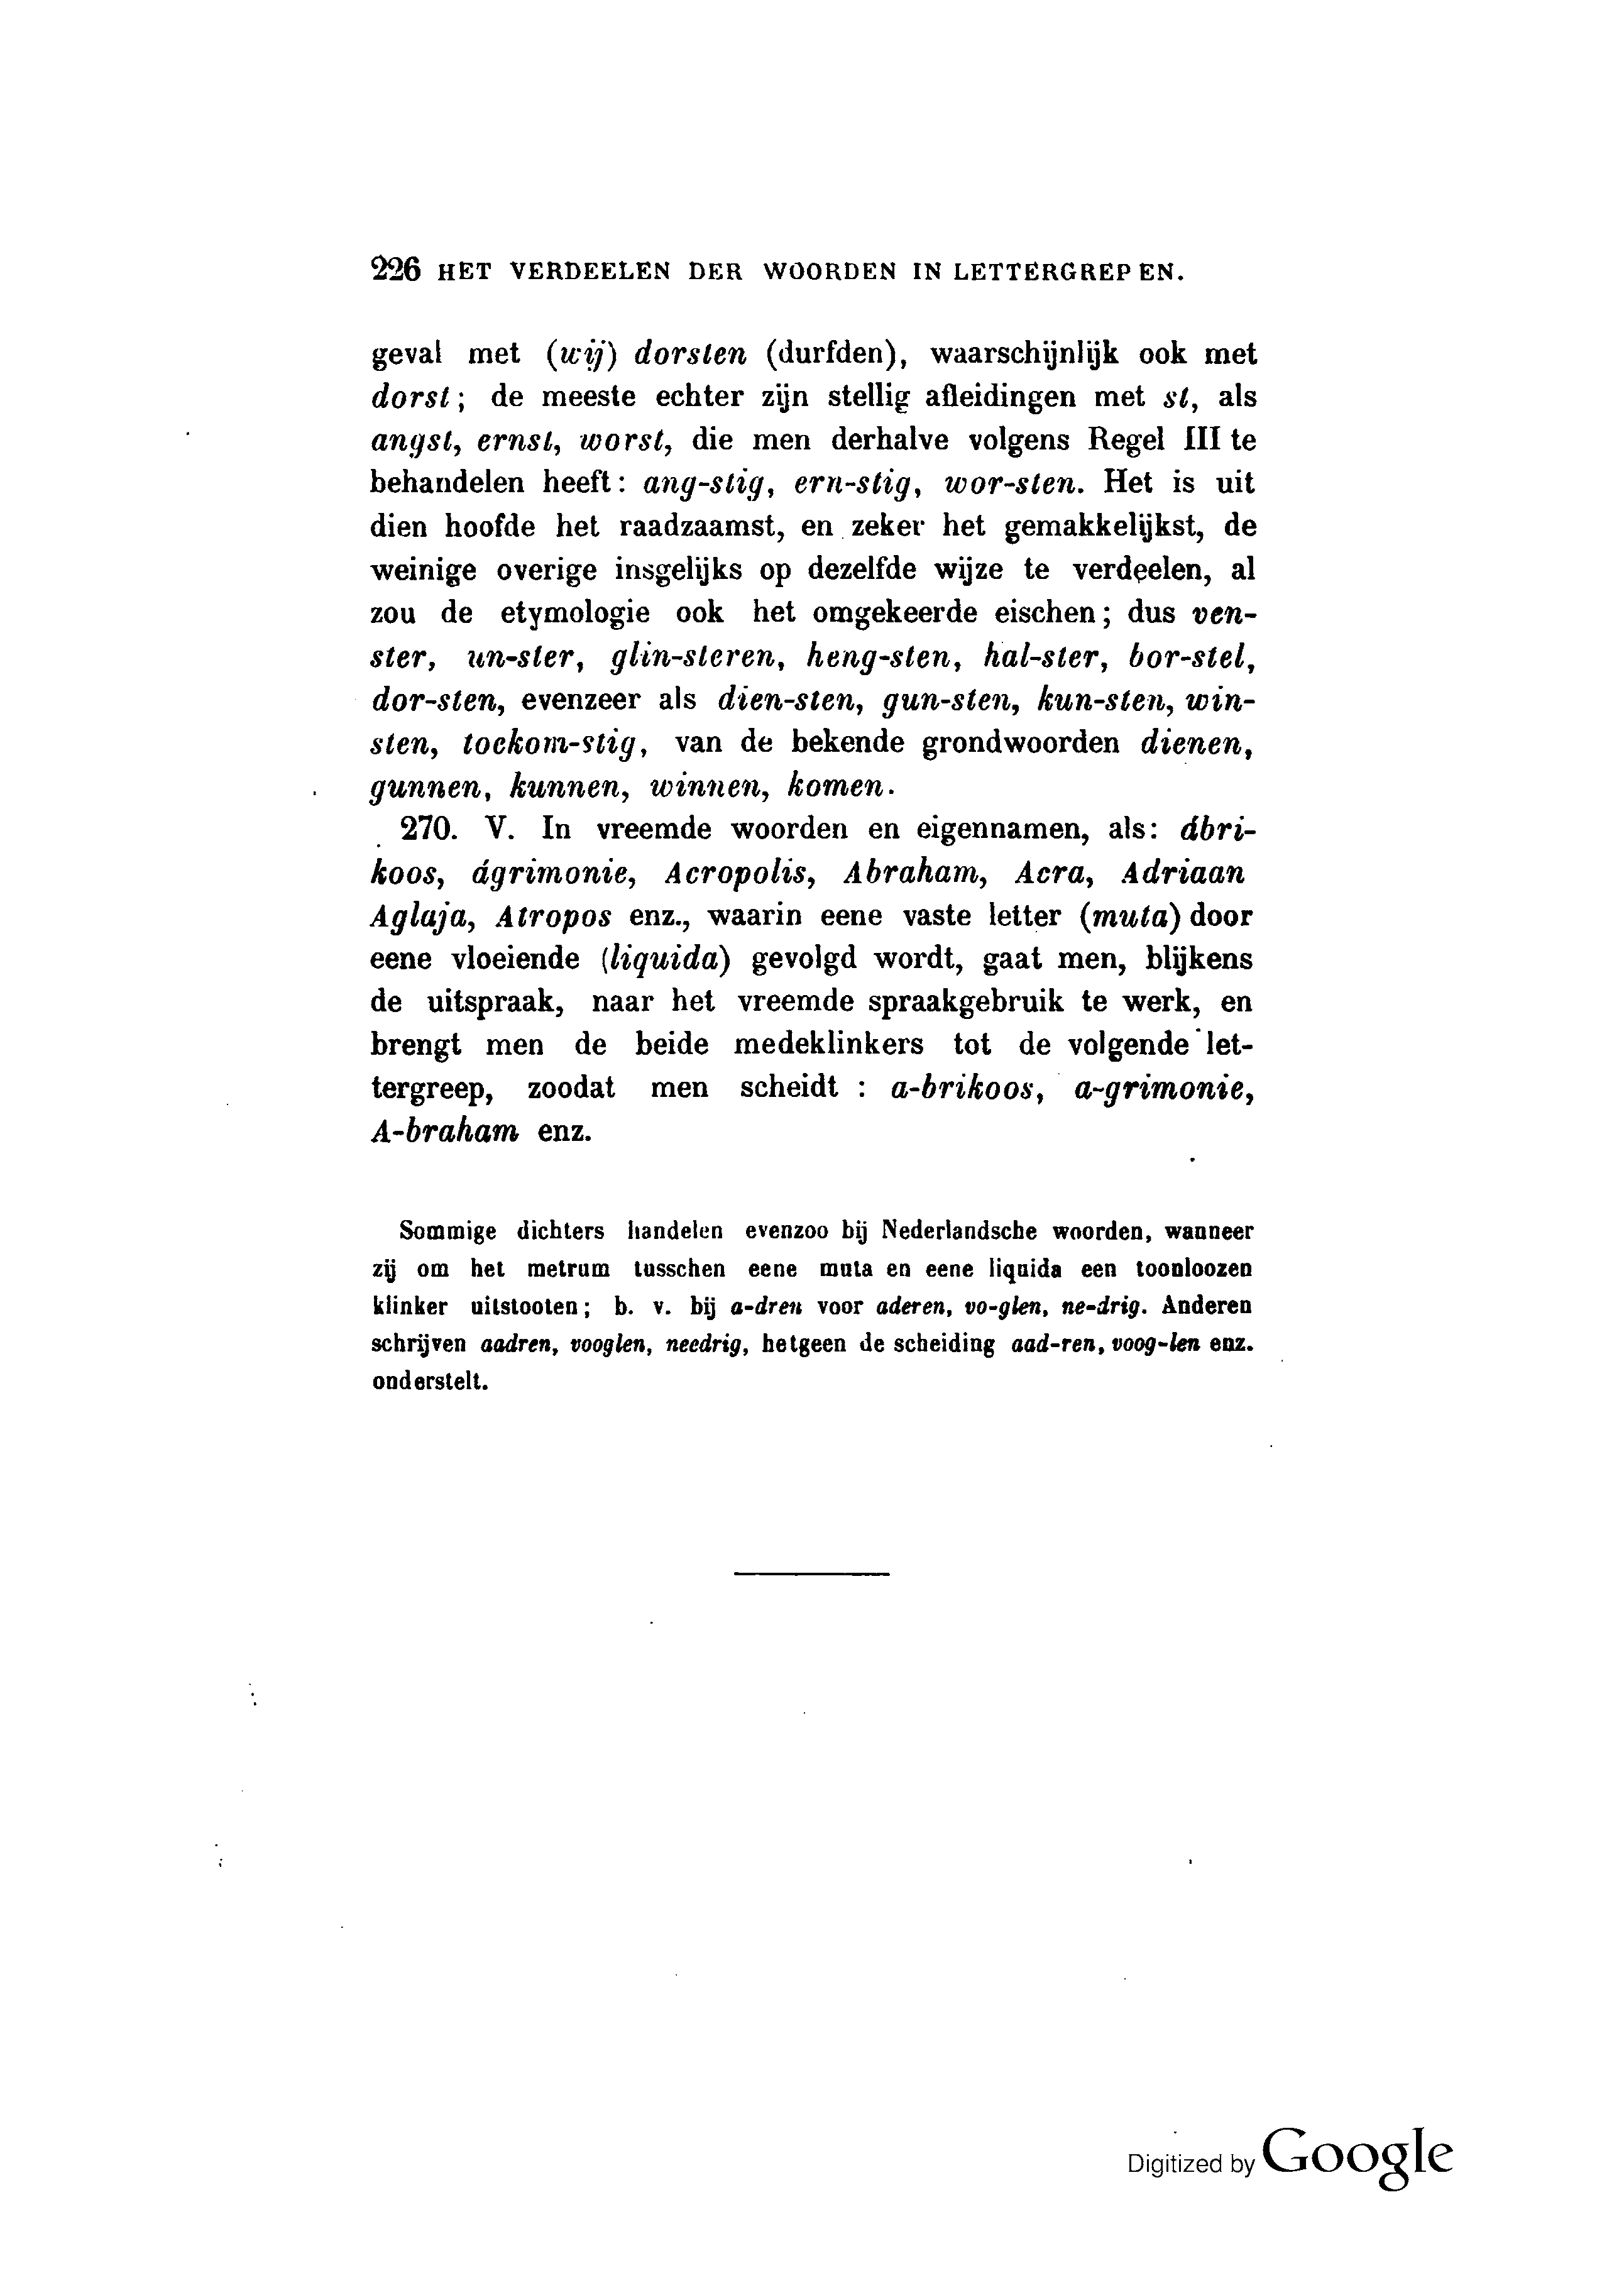 226 HET VERDEELEN DER WOORDEN IN LETTERGREPEN.
geval met (wij) dorsten (durfden), waarschijnlijk ook met
dorst; de meeste echter zijn stellig afleidingen met st, als
angst, ernst, worst, die men derhalve volgens Regel III te
behandelen heeft: ang-stig, ern-stig, wor-sten. Het is uit
dien hoofde het raadzaamst, en zeker het gemakkelijkst, de
weinige overige insgelijks op dezelfde wijze te verdeelen, al
zou de etymologie ook het omgekeerde eischen; dus ven-
ster, un-ster, glin-steren, heng-sten, hal-ster, bor-stel,
dor-sten, evenzeer als dien-sten, gun-sten, kun-sten, win-
sten, toekom-stig, van de bekende grondwoorden dienen,
gunnen, kunnen, winnen, komen.
270. V. In vreemde woorden en eigennamen, als: ábri-
koos, ágrimonie, Acropolis, Abraham, Acra, Adriaan
Aglaja, Atropos enz., waarin eene vaste letter (muta) door
eene vloeiende (liquida) gevolgd wordt, gaat men, blijkens
de uitspraak, naar het vreemde spraakgebruik te werk, en
brengt men de beide medeklinkers tot de volgende let-
tergreep, zoodat men scheidt : a-brikoos, a-grimonie,
A-braham enz.
Sommige dichters handelen evenzoo bij Nederlandsche woorden, wanneer
zij om het metrum tusschen eene muta en eene liquida een toonloozen
klinker uitstooten; b. v. bij a-dren voor aderen, vo-glen, ne-drig. Anderen
schrijven aadren, vooglen, needrig, hetgeen de scheiding aad-ren, voog-len enz.
onderstelt.
Digitized by Google